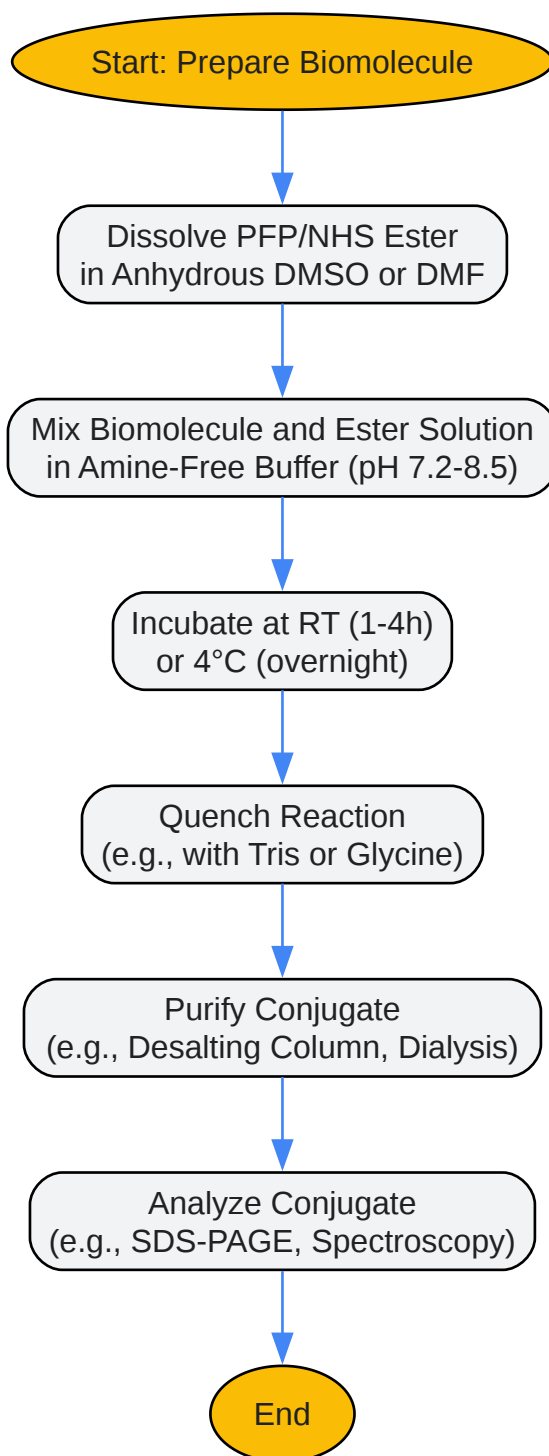 Start: Prepare Biomolecule
Dissolve PFP/NHS Ester
in Anhydrous DMSO or DMF
Mix Biomolecule and Ester Solution
in Amine-Free Buffer (pH 7.2-8.5)
Incubate at RT (1-4h)
or 4°C (overnight)
Quench Reaction
(e.g., with Tris or Glycine)
Purify Conjugate
(e.g., Desalting Column, Dialysis)
Analyze Conjugate
(e.g., SDS-PAGE, Spectroscopy)
End